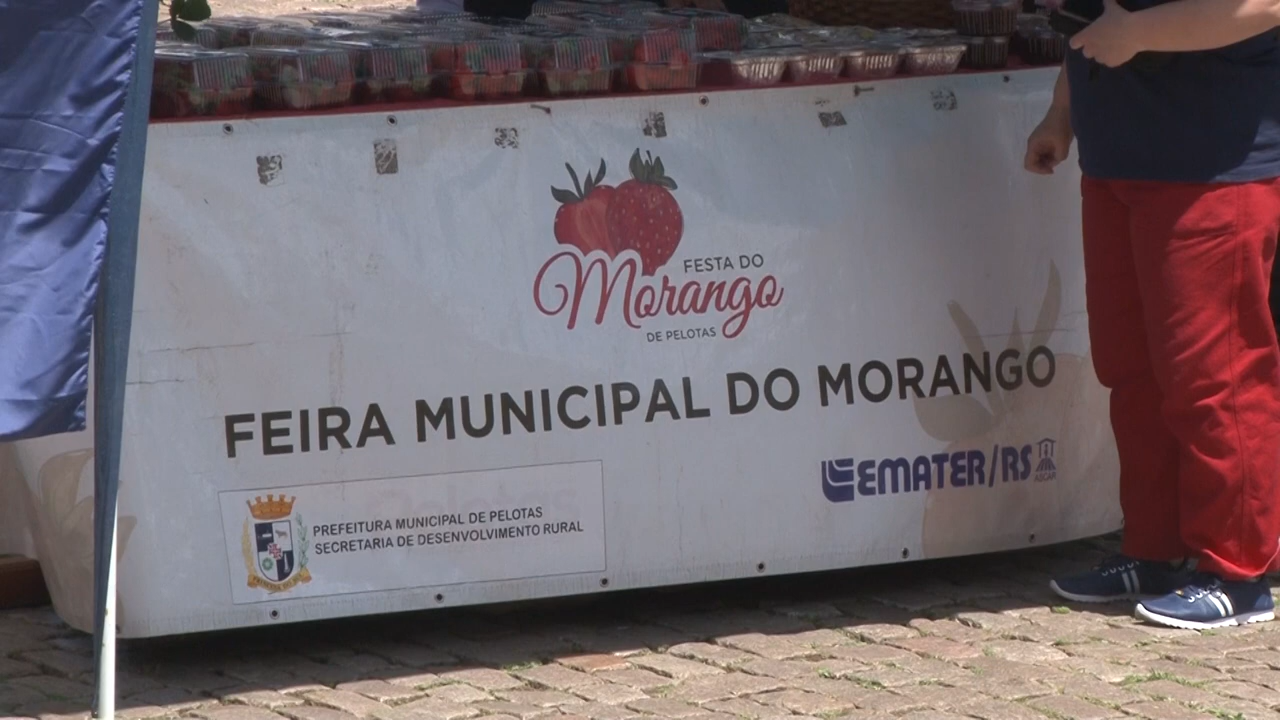 FESTA DO
Morango
DE PELOTAS
FEIRA MUNICIPAL DO MORANGO
EMATER/RS
ASCAR
PREFEITURA MUNICIPAL DE PELOTAS
SECRETARIA DE DESENVOLVIMENTO RURAL